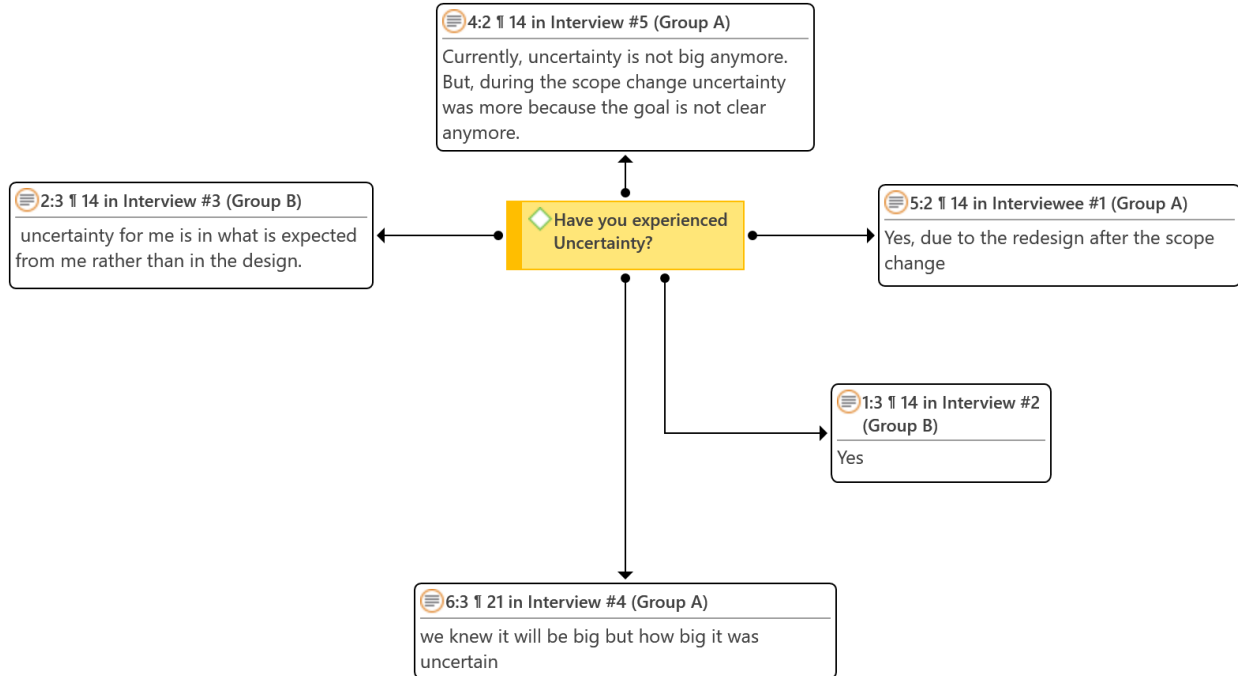 4:2 ¶ 14 in Interview #5 (Group A)
Currently, uncertainty is not big anymore.
But, during the scope change uncertainty
was more because the goal is not clear
anymore.
2:3 ¶ 14 in Interview #3 (Group B)
uncertainty for me is in what is expected
from me rather than in the design.
Have you experienced
Uncertainty?
5:2 ¶ 14 in Interviewee #1 (Group A)
Yes, due to the redesign after the scope
change
1:3 ¶ 14 in Interview #2
(Group B)
Yes
6:3 ¶ 21 in Interview #4 (Group A)
we knew it will be big but how big it was
uncertain